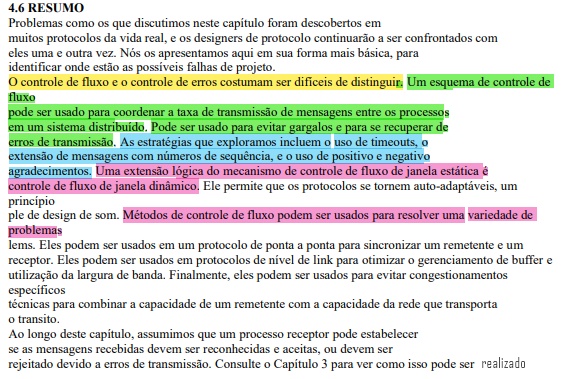 4.6 RESUMO
Problemas como os que discutimos neste capítulo foram descobertos em
muitos protocolos da vida real, e os designers de protocolo continuarão a ser confrontados com
eles uma e outra vez. Nós os apresentamos aqui em sua forma mais básica, para
identificar onde estão as possíveis falhas de projeto.
O controle de fluxo e o controle de erros costumam ser difíceis de distinguir. Um esquema de controle de
fluxo
pode ser usado para coordenar a taxa de transmissão de mensagens entre os processos
em um sistema distribuído. Pode ser usado para evitar gargalos e para se recuperar de
erros de transmissão. As estratégias que exploramos incluem o uso de timeouts, o
extensão de mensagens com números de sequência, e o uso de positivo e negativo
agradecimentos. Uma extensão lógica do mecanismo de controle de fluxo de janela estática é
controle de fluxo de janela dinâmico. Ele permite que os protocolos se tornem auto-adaptáveis, um
princípio
ple de design de som. Métodos de controle de fluxo podem ser usados para resolver uma variedade de
problemas
lems. Eles podem ser usados em um protocolo de ponta a ponta para sincronizar um remetente e um
receptor. Eles podem ser usados em protocolos de nível de link para otimizar o gerenciamento de buffer e
utilização da largura de banda. Finalmente, eles podem ser usados para evitar congestionamentos
específicos
técnicas para combinar a capacidade de um remetente com a capacidade da rede que transporta
o transito.
Ao longo deste capítulo, assumimos que um processo receptor pode estabelecer
se as mensagens recebidas devem ser reconhecidas e aceitas, ou devem ser
rejeitado devido a erros de transmissão. Consulte o Capítulo 3 para ver como isso pode ser realizado